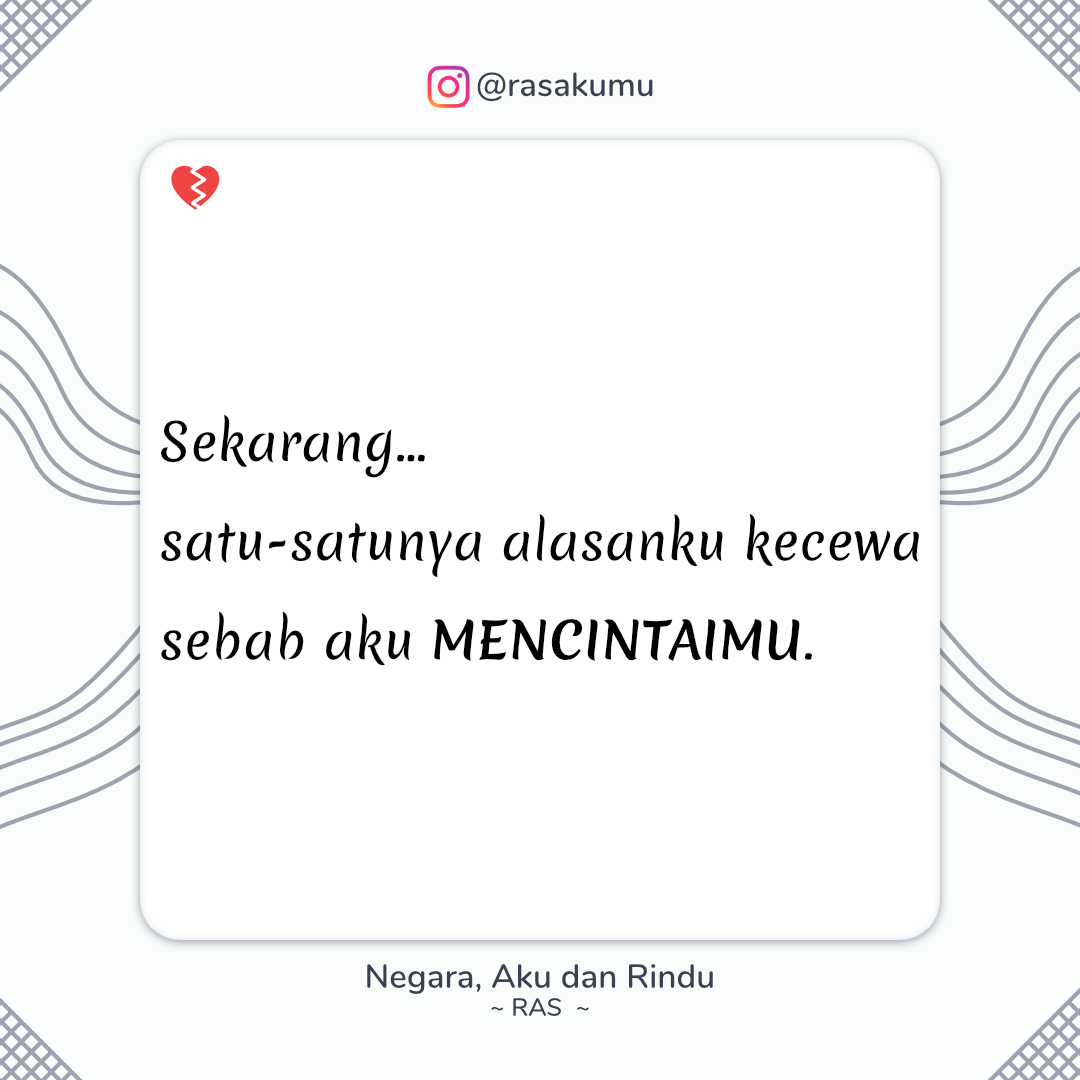 @rasakumu
Sekarang...
satu-satunya alasanku kecewa
sebab aku MENCINTAIMU.
Negara, Aku dan Rindu
~ RAS ~